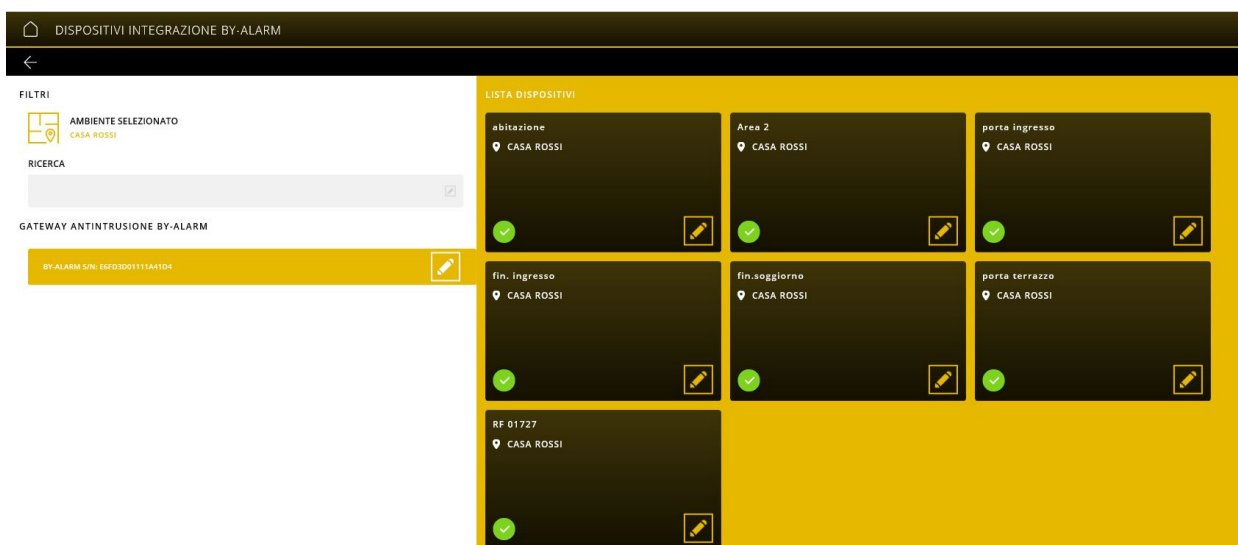 DISPOSITIVI INTEGRAZIONE BY-ALARM
FILTRI
AMBIENTE SELEZIONATO
CASA ROSSI
RICERCA
GATEWAY ANTINTRUSIONE BY-ALARM
BY-ALARM S/N: E6FD3D01111A41D4
LISTA DISPOSITIVI
abitazione
CASA ROSSI
Area 2
CASA ROSSI
porta ingresso
CASA ROSSI
fin. ingresso
CASA ROSSI
fin.soggiorno
CASA ROSSI
porta terrazzo
CASA ROSSI
RF 01727
CASA ROSSI